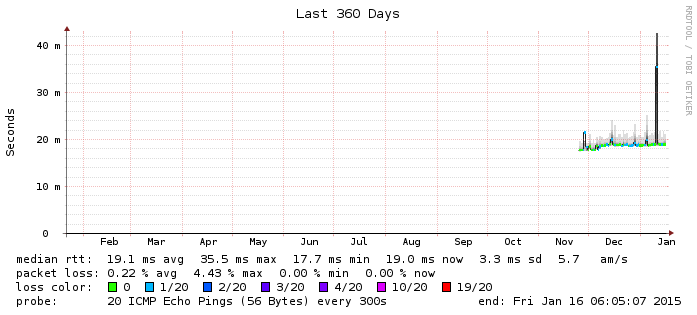 Last 360 Days
RRDTOOL / TOBI OETIKER
Seconds
40 m
30 m
20 m
10 m
0
Feb Mar Apr May Jun Jul Aug Sep Oct Nov Dec Jan
median rtt: 19.1 ms avg 35.5 ms max 17.7 ms min 19.0 ms now 3.3 ms sd 5.7 am/s
packet loss: 0.22 % avg 4.43 % max 0.00 % min 0.00 % now
loss color: 0 1/20 2/20 3/20 4/20 10/20 19/20
probe: 20 ICMP Echo Pings (56 Bytes) every 300s end: Fri Jan 16 06:05:07 2015